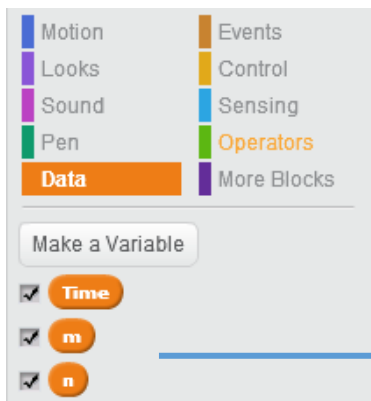 Motion Events
Looks Control
Sound Sensing
Pen Operators
Data More Blocks
Make a Variable
Time
m
n